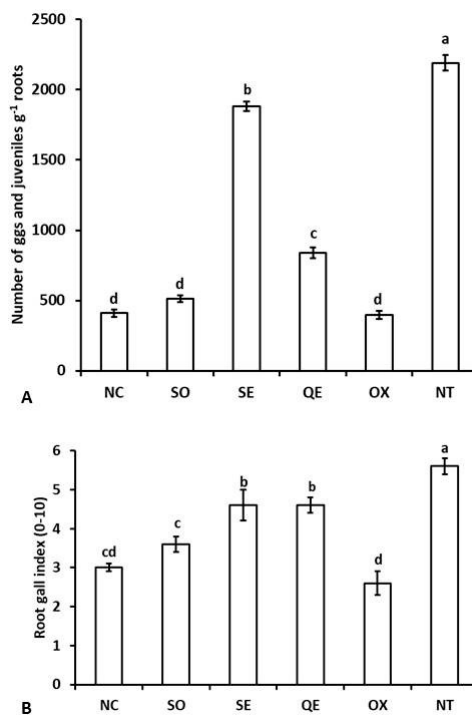 2500
a
b
2000
1500
1000
c
d
d
d
500
0
Number of ggs and juveniles g-1 roots
NC SO SE QE OX NT
A
6
a
b
b
5
c
4
cd
d
3
2
1
0
Root gall index (0-10)
NC SO SE QE OX NT
B